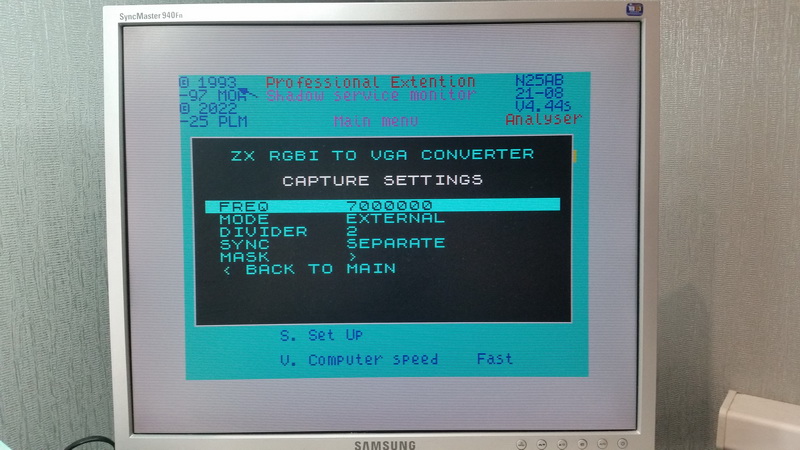 SyncMaster 940Fn
© 1993 Professional Extention N25AB
-97 MOA Shadow service monitor 21-08
© 2022 V4.44s
-25 PLM Main menu Analyser
ZX RGBI TO VGA CONVERTER
CAPTURE SETTINGS
FREQ 7000000
MODE EXTERNAL
DIVIDER 2
SYNC SEPARATE
MASK >
< BACK TO MAIN
S. Set Up
V. Computer speed Fast
SAMSUNG